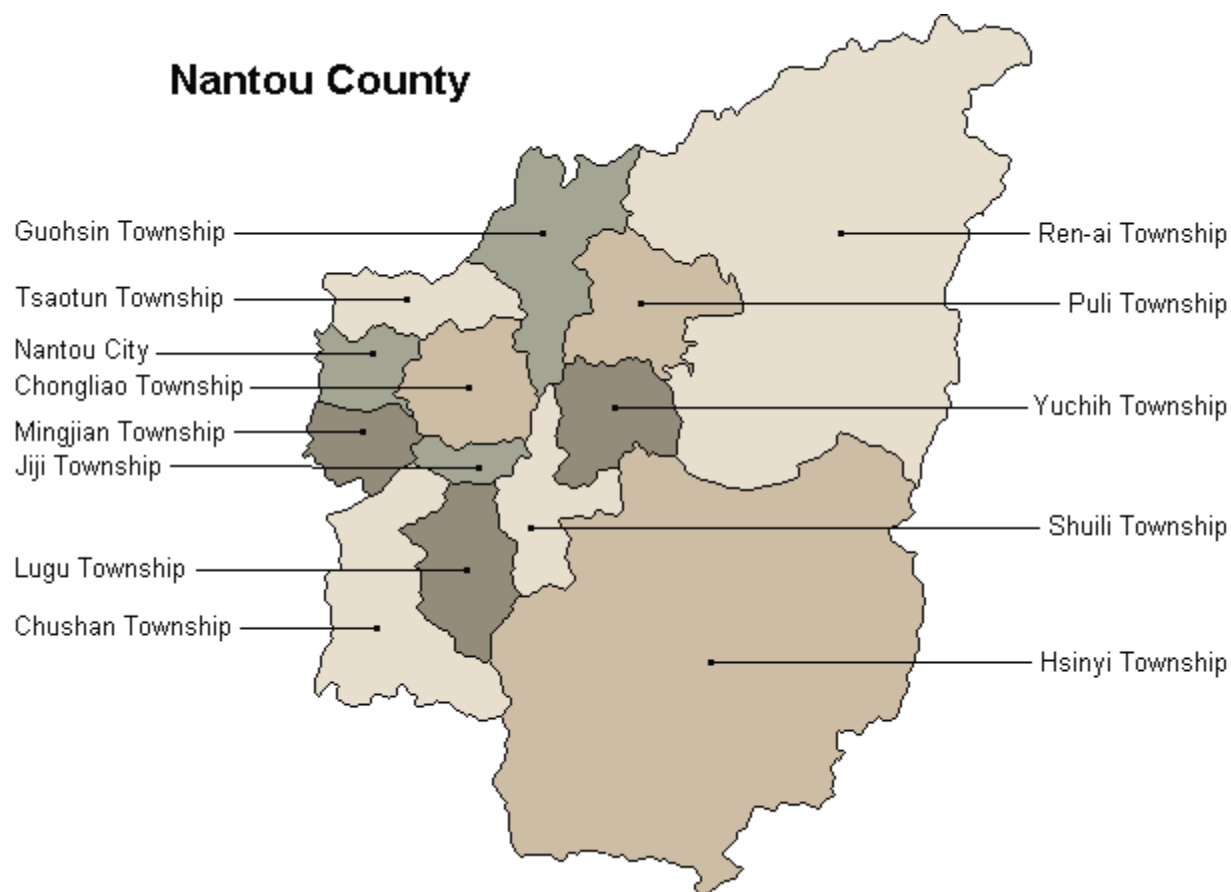 Nantou County
Guohsin Township
Tsaotun Township
Nantou City
Chongliao Township
Mingjian Township
Jiji Township
Lugu Township
Chushan Township
Ren-ai Township
Puli Township
Yuchih Township
Shuili Township
Hsinyi Township